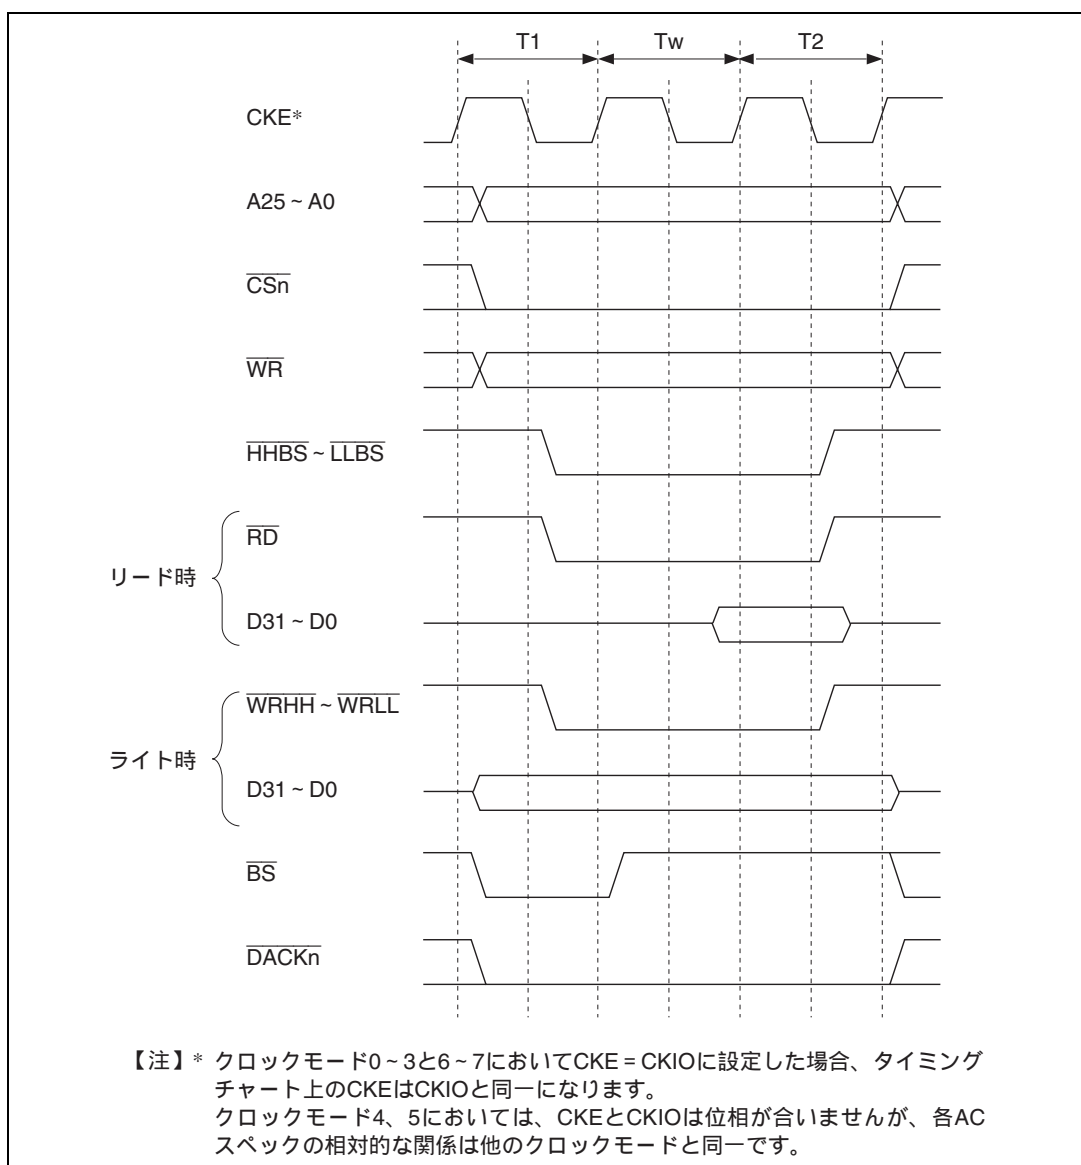 T1 Tw T2
CKE*
A25 ~ A0
CSn
WR
HHBS ~ LLBS
リード時
RD
D31 ~ D0
ライト時
WRHH ~ WRLL
D31 ~ D0
BS
DACKn
【注】* クロックモード0 ~ 3と6 ~ 7においてCKE = CKIOに設定した場合、タイミング
チャート上のCKEはCKIOと同一になります。
クロックモード4、5においては、CKEとCKIOは位相が合いませんが、各AC
スペックの相対的な関係は他のクロックモードと同一です。